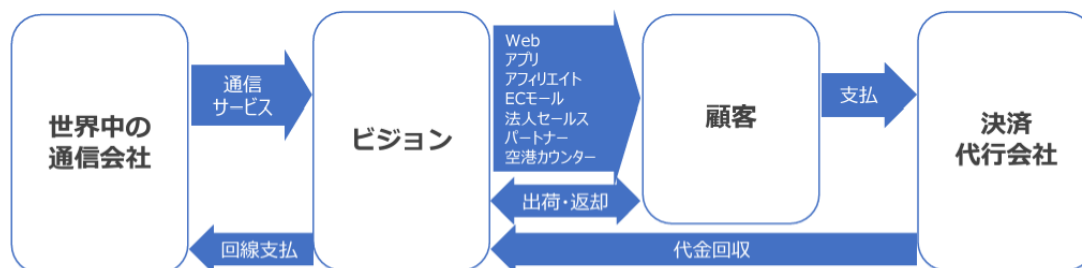 世界中の
通信会社
通信
サービス
回線支払
ビジョン
Web
アプリ
アフィリエイト
ECモール
法人セールス
パートナー
空港カウンター
出荷・返却
顧客
支払
代金回収
決済
代行会社